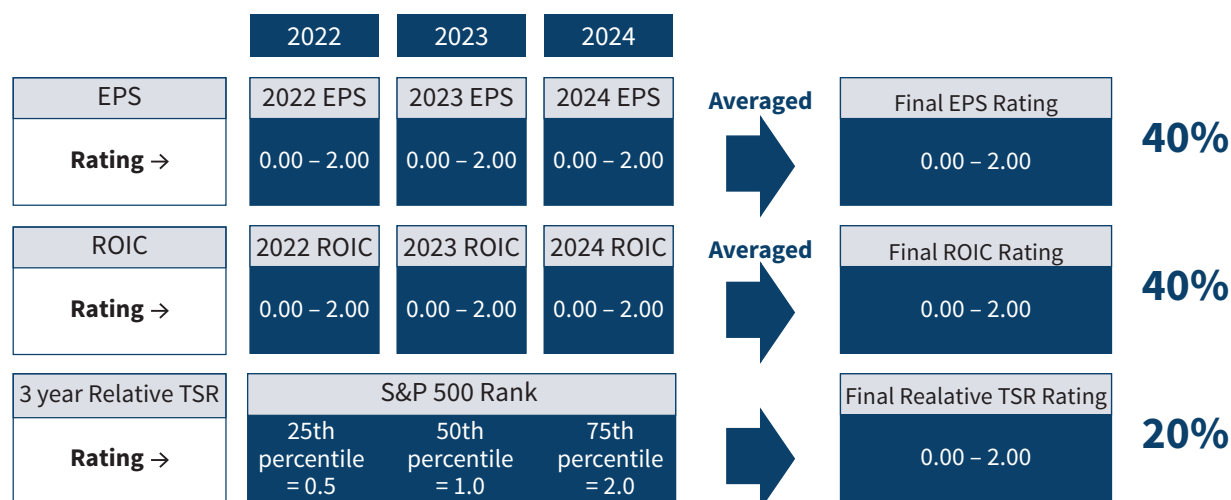 2022 2023 2024
EPS 2022 EPS 2023 EPS 2024 EPS Averaged Final EPS Rating 40%
Rating → 0.00 – 2.00 0.00 – 2.00 0.00 – 2.00 0.00 – 2.00
ROIC 2022 ROIC 2023 ROIC 2024 ROIC Averaged Final ROIC Rating 40%
Rating → 0.00 – 2.00 0.00 – 2.00 0.00 – 2.00 0.00 – 2.00
3 year Relative TSR S&P 500 Rank Final Realative TSR Rating 20%
25th 50th 75th
Rating → percentile percentile percentile 0.00 – 2.00
= 0.5 = 1.0 = 2.0